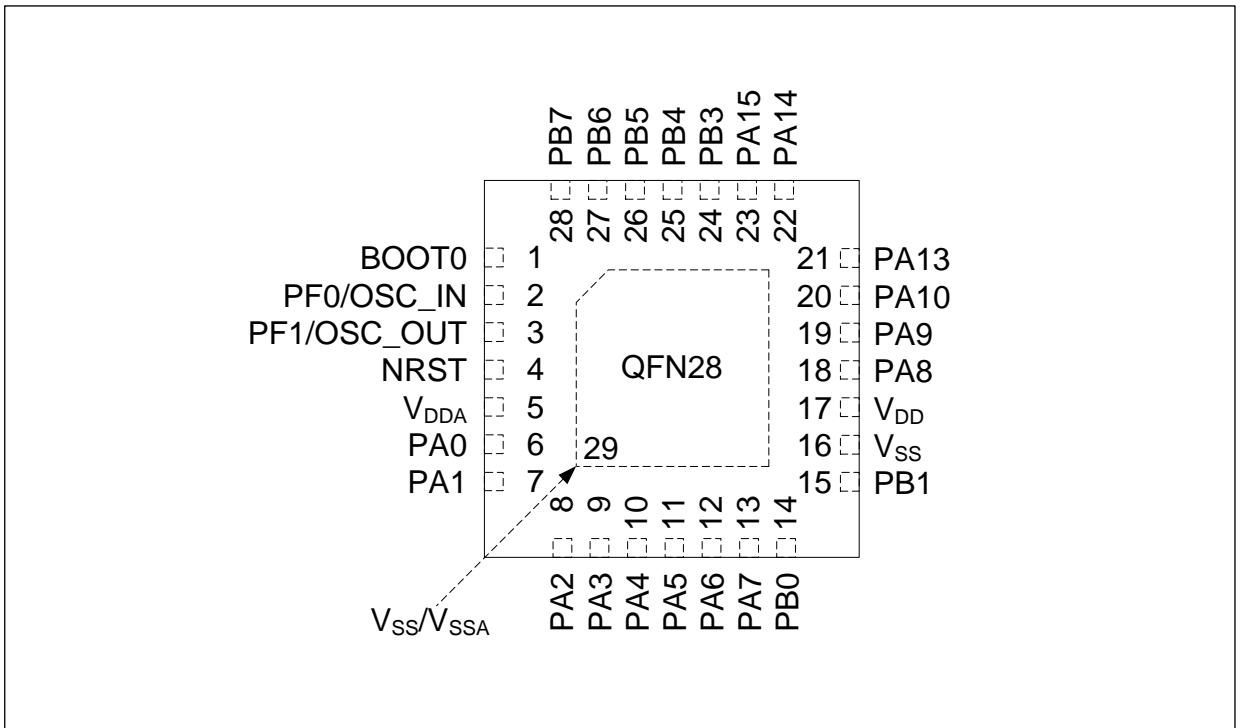 PB7
PB6
PB5
PB4
PB3
PA15
PA14
28
27
26
25
24
23
22
BOOT0 1
PF0/OSC_IN 2
PF1/OSC_OUT 3
NRST 4
VDDA 5
PA0 6
PA1 7
QFN28
29
21 PA13
20 PA10
19 PA9
18 PA8
17 VDD
16 VSS
15 PB1
8
9
10
11
12
13
14
PA2
PA3
PA4
PA5
PA6
PA7
PB0
VSS/VSSA